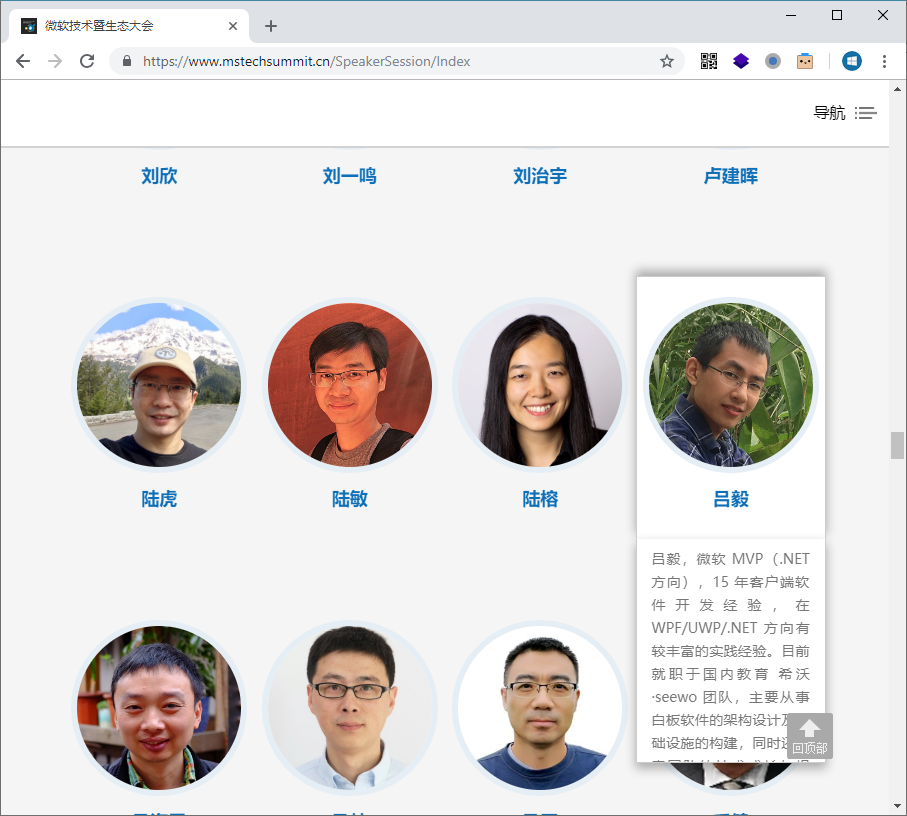 微软技术暨生态大会
https://www.mstechsummit.cn/SpeakerSession/Index
导航
刘欣
刘一鸣
刘治宇
卢建晖
陆虎
陆敏
陆榕
吕毅
吕毅，微软 MVP（.NET
方向），15 年客户端软
件开发经验，在
WPF/UWP/.NET 方向有
较丰富的实践经验。目前
就职于国内教育 希沃
·seewo 团队，主要从事
白板软件的架构设计及
础设施的构建，同时
回顶部